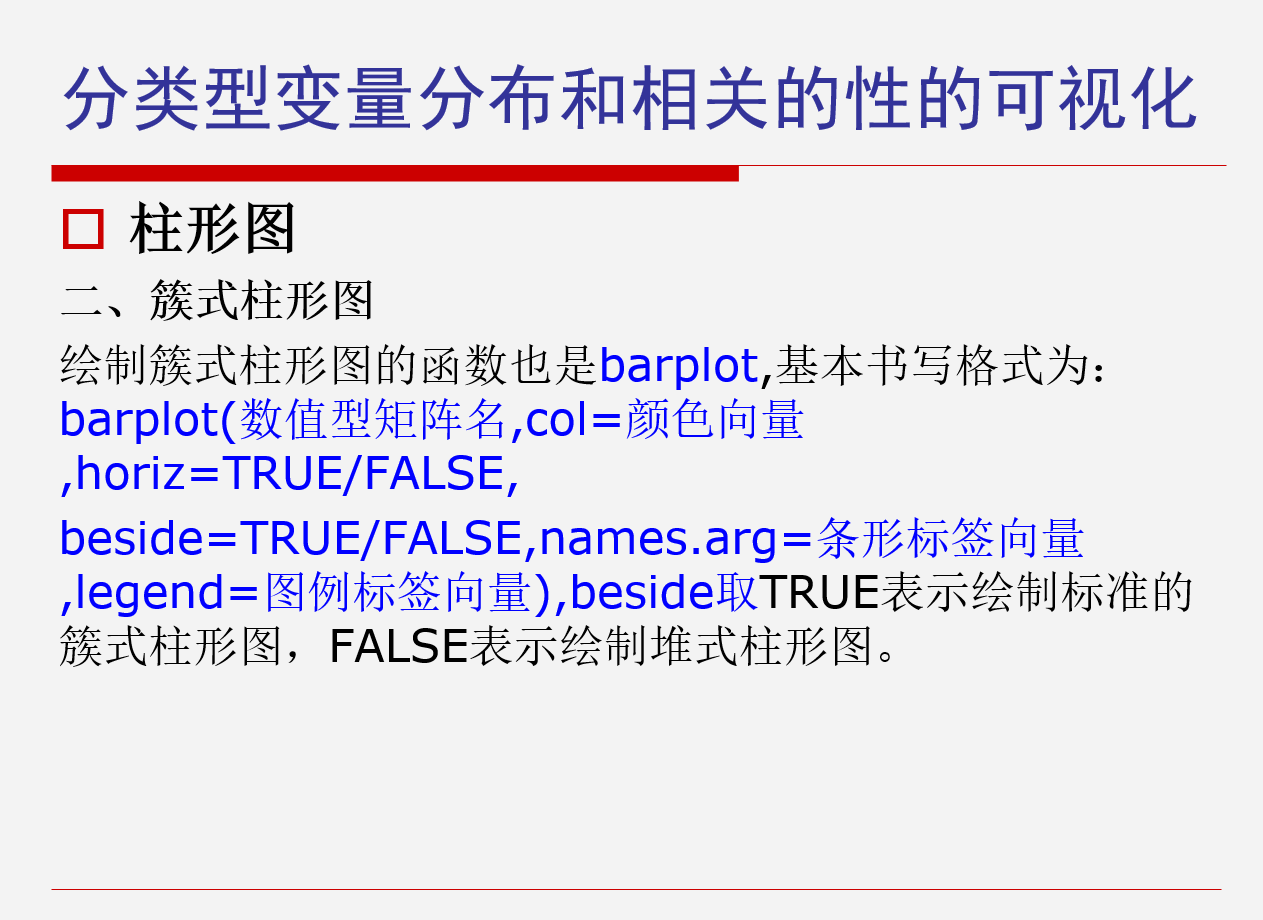 分类型变量分布和相关的性的可视化
柱形图
二、簇式柱形图
绘制簇式柱形图的函数也是barplot,基本书写格式为：
barplot(数值型矩阵名,col=颜色向量
,horiz=TRUE/FALSE,
beside=TRUE/FALSE,names.arg=条形标签向量
,legend=图例标签向量),beside取TRUE表示绘制标准的
簇式柱形图，FALSE表示绘制堆式柱形图。